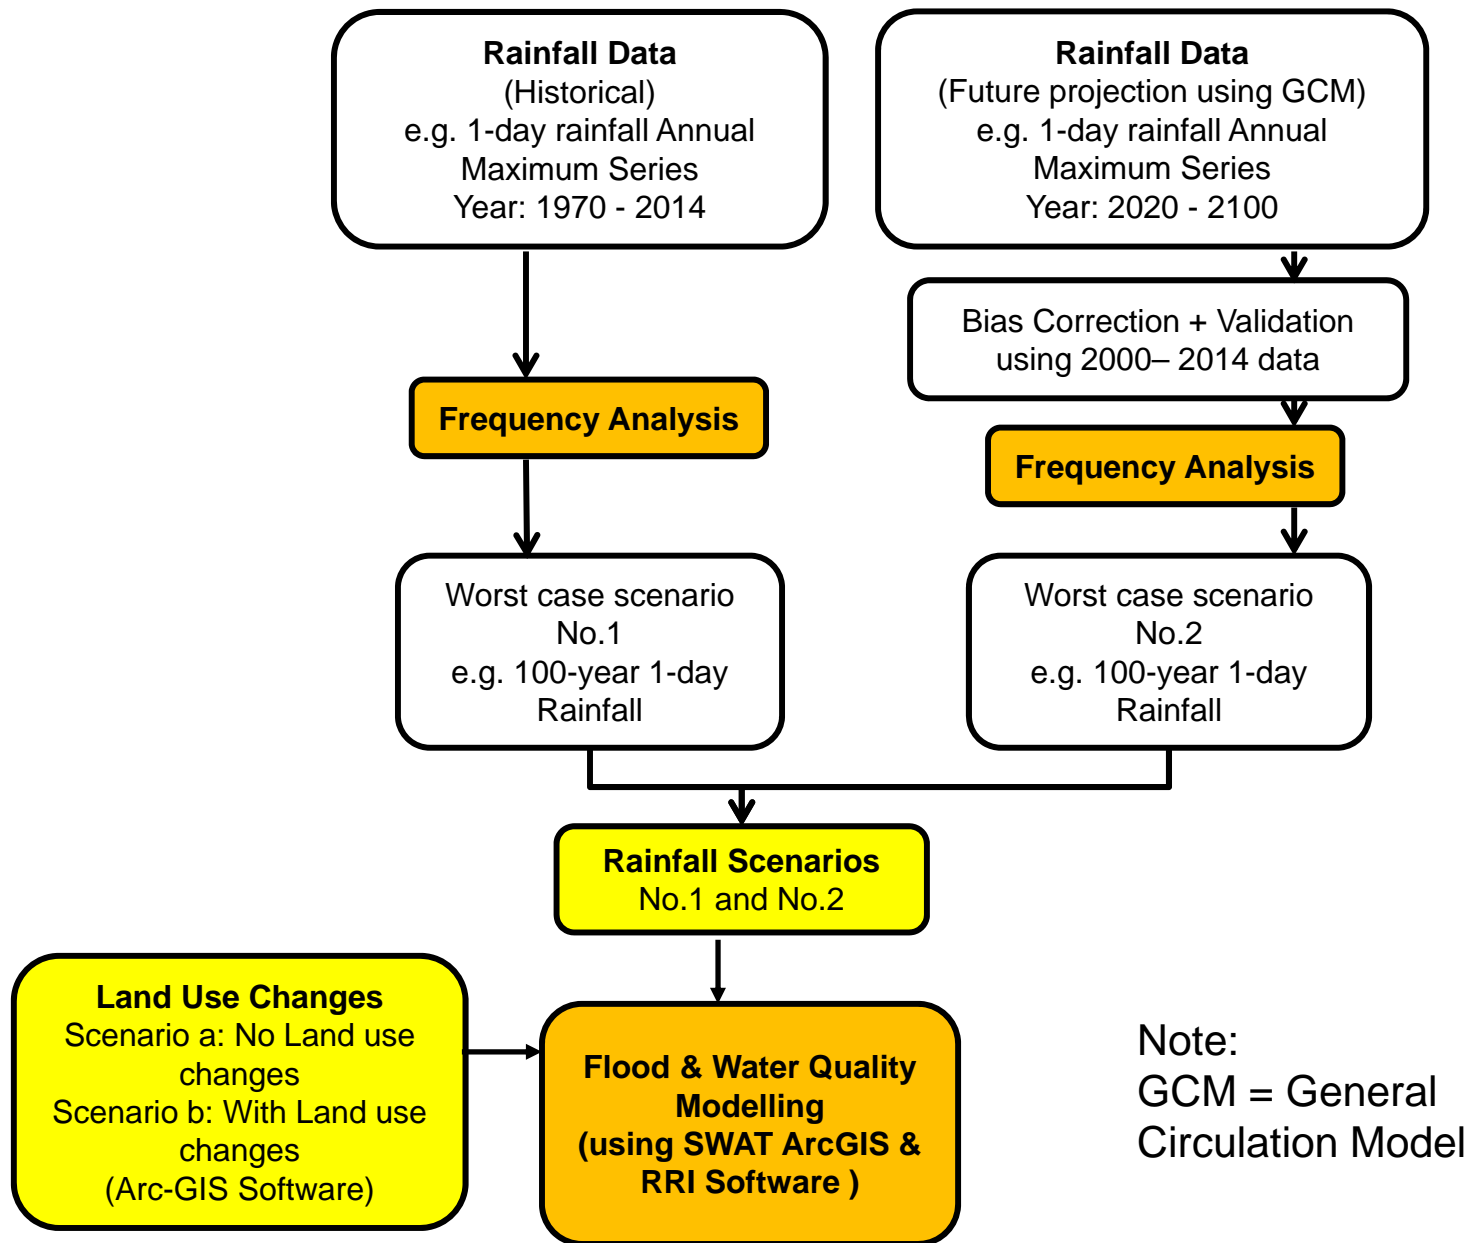 Rainfall Data
(Historical)
e.g. 1-day rainfall Annual
Maximum Series
Year: 1970 - 2014
Rainfall Data
(Future projection using GCM)
e.g. 1-day rainfall Annual
Maximum Series
Year: 2020 - 2100
Bias Correction + Validation
using 2000– 2014 data
Frequency Analysis
Frequency Analysis
Worst case scenario
No.1
e.g. 100-year 1-day
Rainfall
Worst case scenario
No.2
e.g. 100-year 1-day
Rainfall
Rainfall Scenarios
No.1 and No.2
Land Use Changes
Scenario a: No Land use
changes
Scenario b: With Land use
changes
(Arc-GIS Software)
Flood & Water Quality
Modelling
(using SWAT ArcGIS &
RRI Software )
Note:
GCM = General
Circulation Model